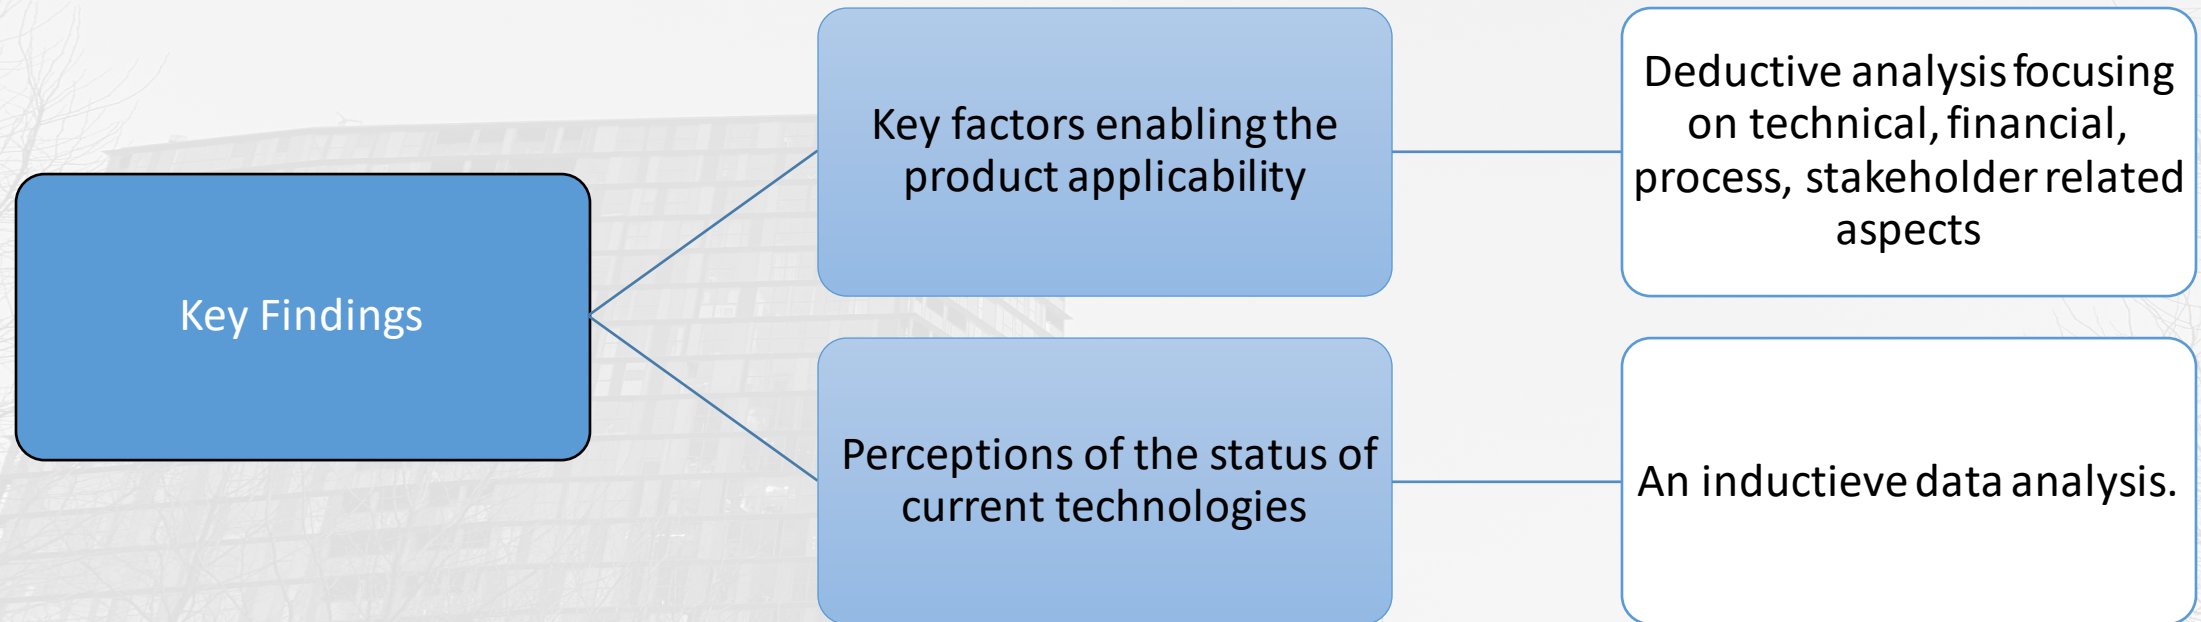 Key Findings
Key factors enabling the
product applicability
Deductive analysis focusing
on technical, financial,
process, stakeholder related
aspects
Perceptions of the status of
current technologies
An inductieve data analysis.